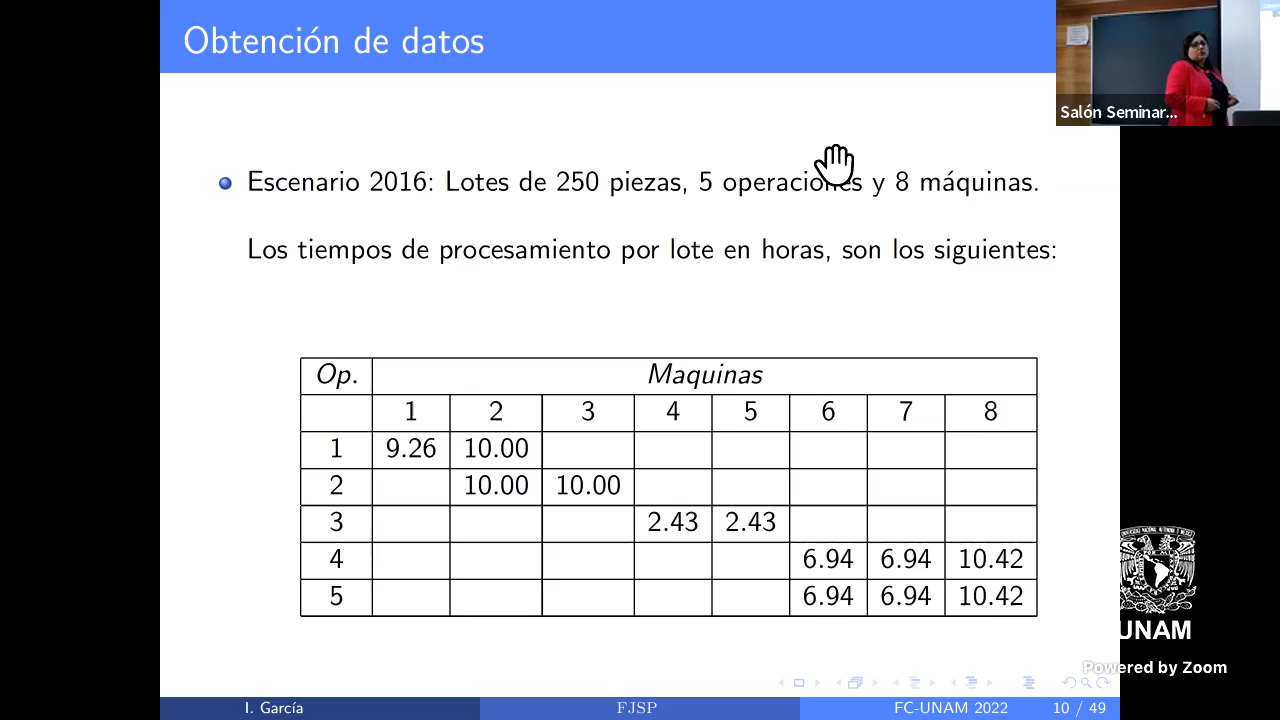 Obtención de datos
Salón Seminar...
Escenario 2016: Lotes de 250 piezas, 5 operaciones y 8 máquinas.
Los tiempos de procesamiento por lote en horas, son los siguientes:
Op. Maquinas
1 2 3 4 5 6 7 8
1 9.26 10.00
2 10.00 10.00
3 2.43 2.43
4 6.94 6.94 10.42
5 6.94 6.94 10.42
UNAM
Powered by Zoom
I. García FJSP FC-UNAM 2022 10 / 49